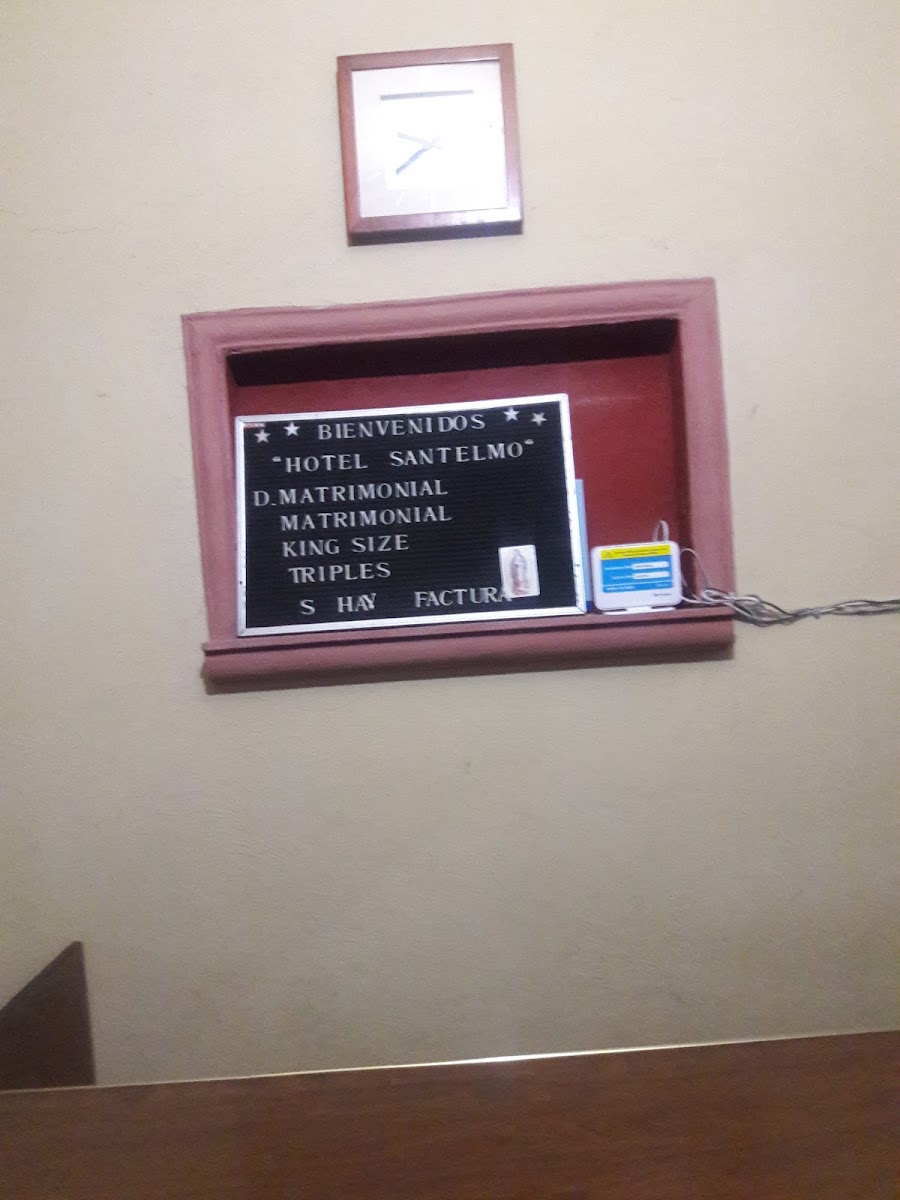 BIENVENIDOS
"HOTEL SANTELMO"
D.MATRIMONIAL
MATRIMONIAL
KING SIZE
TRIPLES
S HAY FACTURA